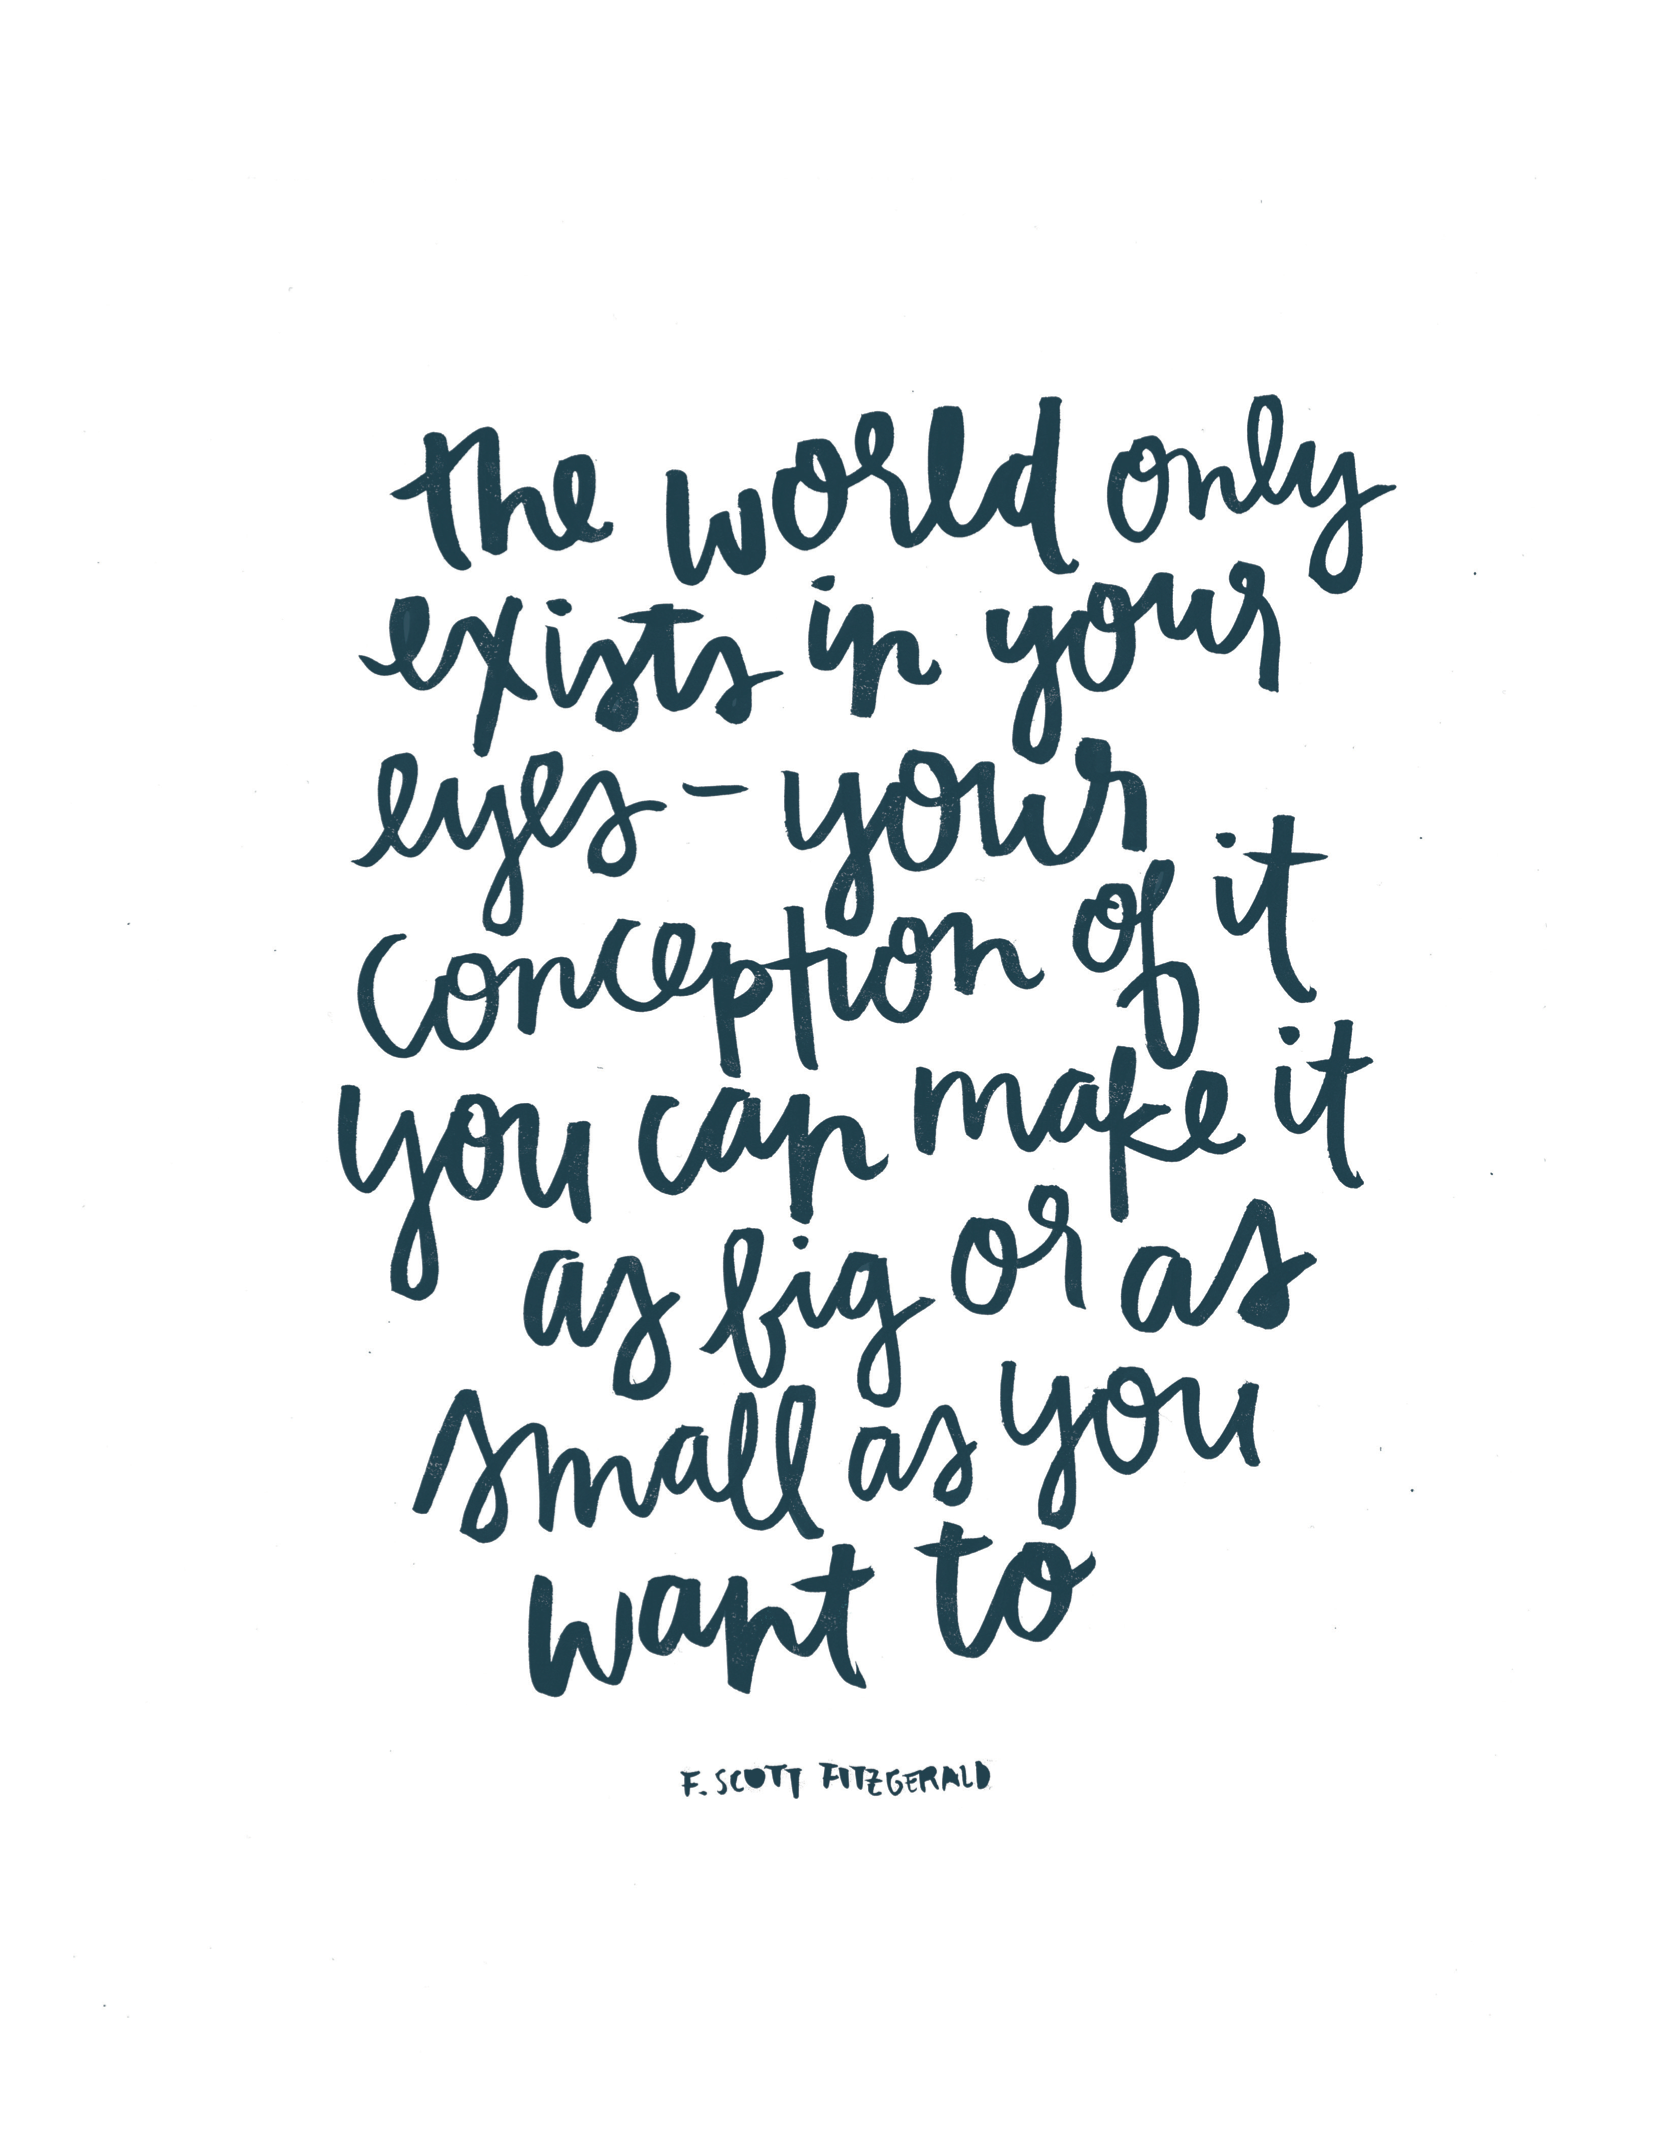 the world only
exists in your
eyes - your
conception of it
you can make it
as big or as
small as you
want to
F. SCOTT FITZGERALD